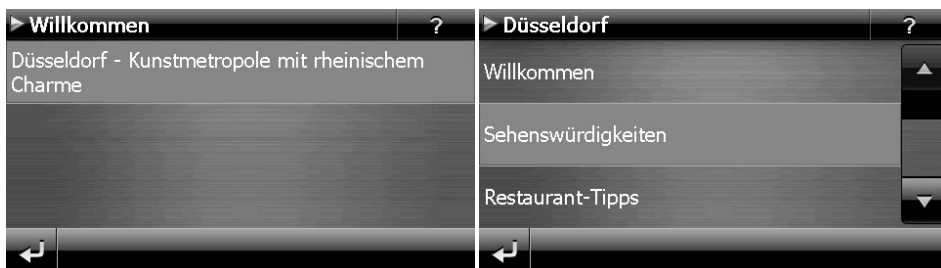 Willkommen ?
Düsseldorf - Kunstmetropole mit rheinischem
Charme
Düsseldorf ?
Willkommen
Sehenswürdigkeiten
Restaurant-Tipps